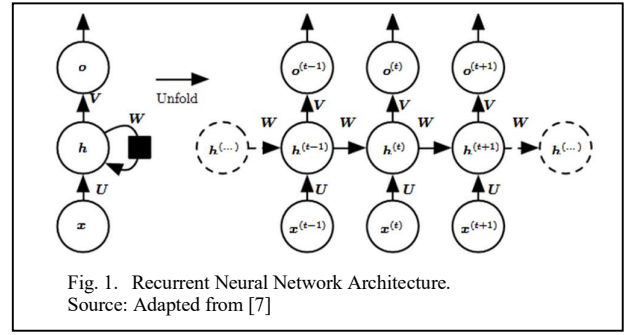 o o^(t−1) o^(t) o^(t+1)
Unfold
V V V V
W W W W W
h h^(...) h^(t−1) h^(t) h^(t+1) h^(...)
U U U U
x x^(t−1) x^(t) x^(t+1)
Fig. 1. Recurrent Neural Network Architecture.
Source: Adapted from [7]